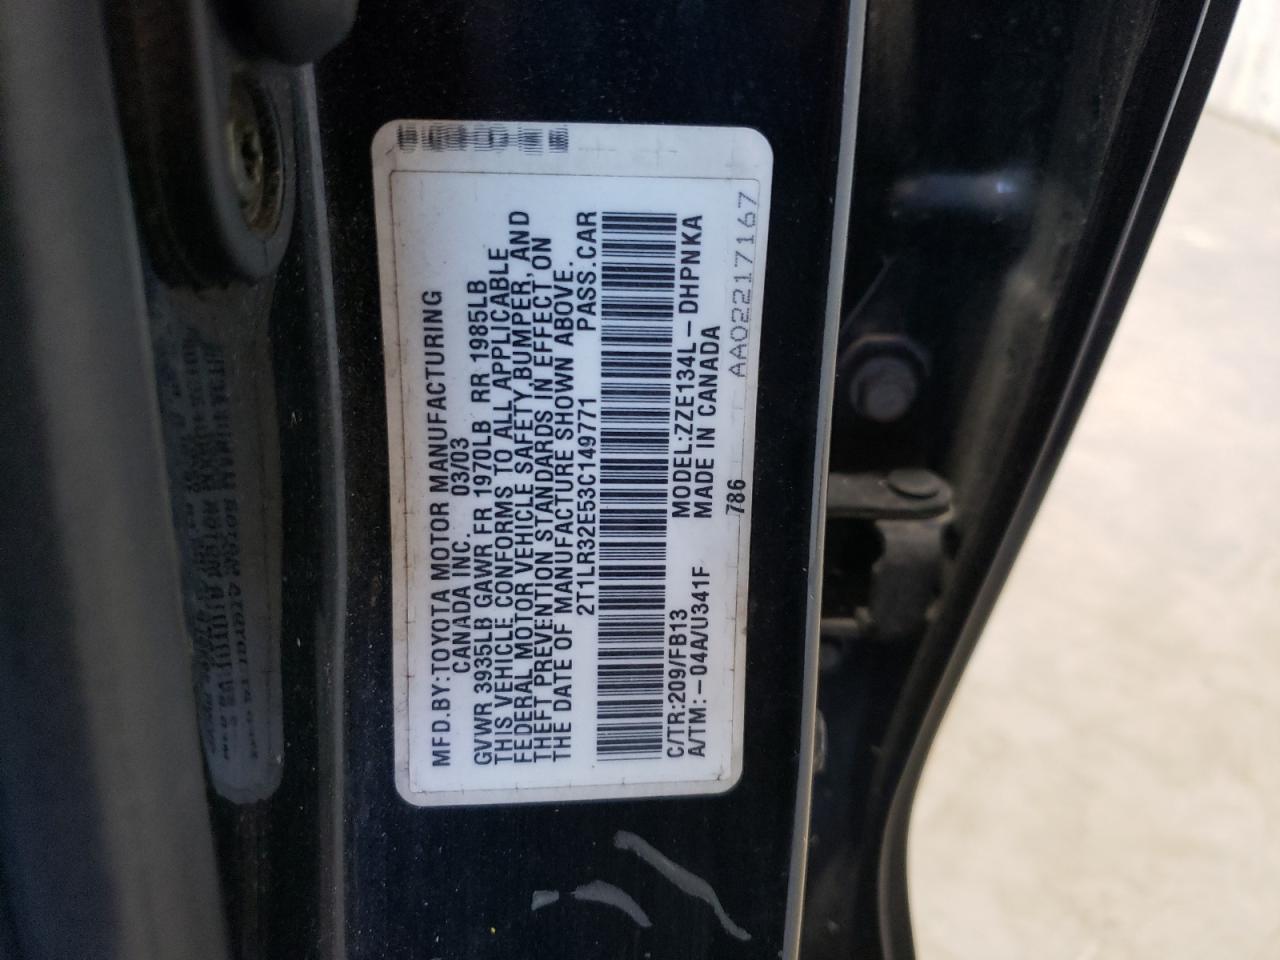 MFD.BY:TOYOTA MOTOR MANUFACTURING
CANADA INC. 03/03
GVWR 3935LB GAWR FR 1970LB RR 1985LB
THIS VEHICLE CONFORMS TO ALL APPLICABLE
FEDERAL MOTOR VEHICLE SAFETY,BUMPER, AND
THEFT PREVENTION STANDARDS IN EFFECT ON
THE DATE OF MANUFACTURE SHOWN ABOVE.
2T1LR32E53C149771 PASS.CAR
C/TR:209/FB13 MODEL:ZZE134L-DHPNKA
A/TM:-04A/U341F MADE IN CANADA
786 AA02217167